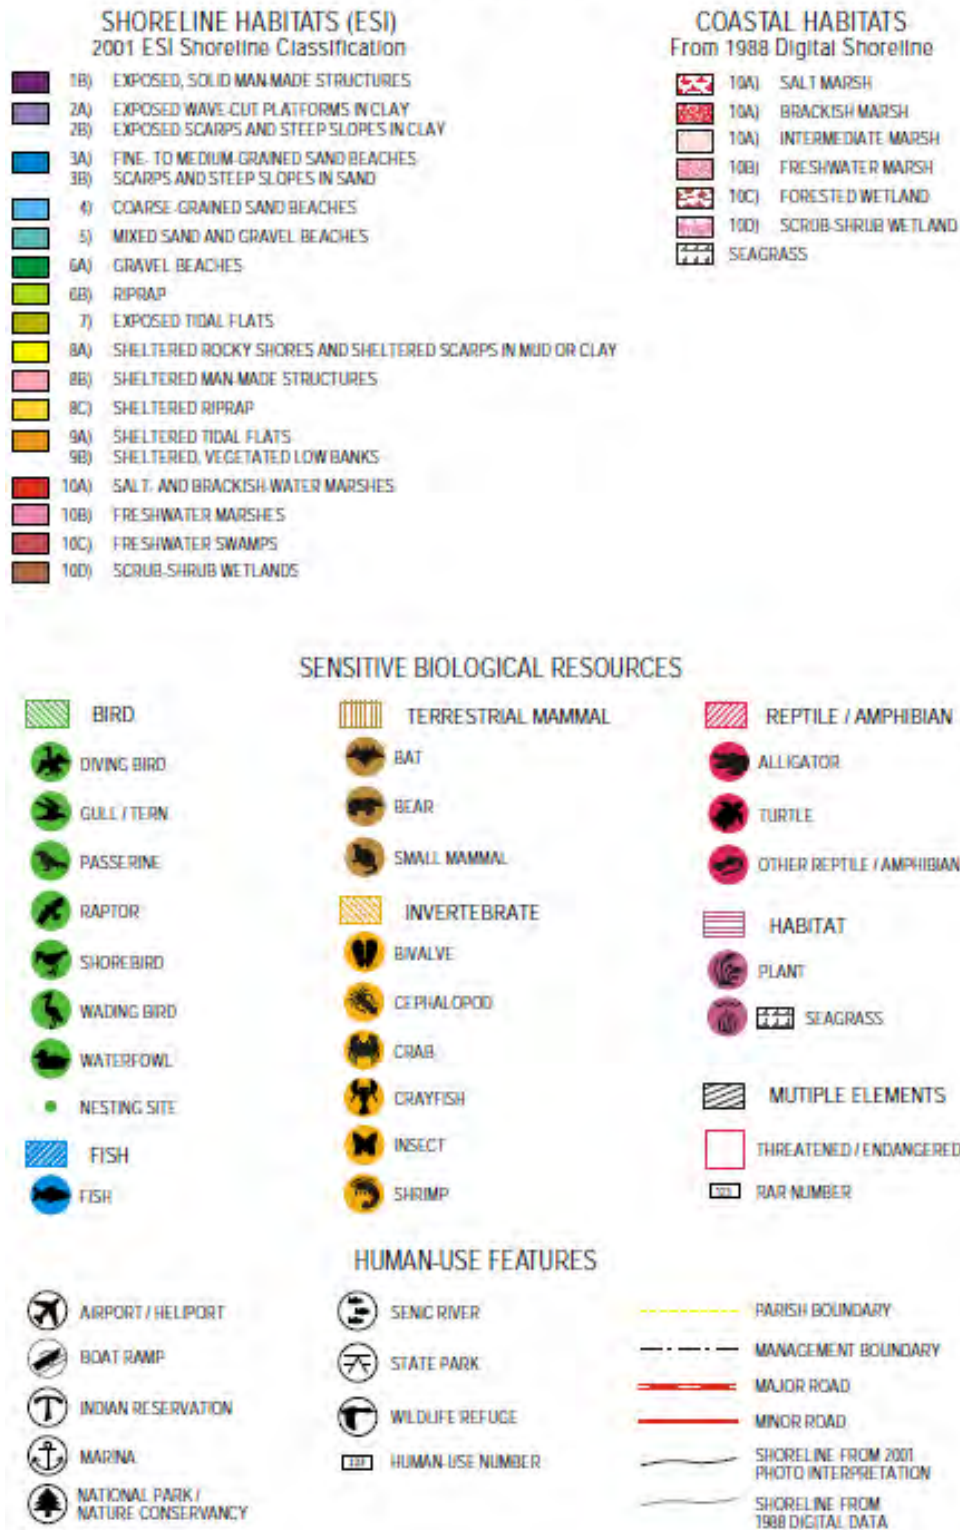 SHORELINE HABITATS (ESI)
2001 ESI Shoreline Classification
1B) EXPOSED, SOLID MAN-MADE STRUCTURES
2A) EXPOSED WAVE-CUT PLATFORMS IN CLAY
2B) EXPOSED SCARPS AND STEEP SLOPES IN CLAY
3A) FINE- TO MEDIUM-GRAINED SAND BEACHES
3B) SCARPS AND STEEP SLOPES IN SAND
4) COARSE-GRAINED SAND BEACHES
5) MIXED SAND AND GRAVEL BEACHES
6A) GRAVEL BEACHES
6B) RIPRAP
7) EXPOSED TIDAL FLATS
8A) SHELTERED ROCKY SHORES AND SHELTERED SCARPS IN MUD OR CLAY
8B) SHELTERED MAN-MADE STRUCTURES
8C) SHELTERED RIPRAP
9A) SHELTERED TIDAL FLATS
9B) SHELTERED, VEGETATED LOW BANKS
10A) SALT- AND BRACKISH-WATER MARSHES
10B) FRESHWATER MARSHES
10C) FRESHWATER SWAMPS
10D) SCRUB-SHRUB WETLANDS
COASTAL HABITATS
From 1988 Digital Shoreline
10A) SALT MARSH
10A) BRACKISH MARSH
10A) INTERMEDIATE MARSH
10B) FRESHWATER MARSH
10C) FORESTED WETLAND
10D) SCRUB-SHRUB WETLAND
SEAGRASS
SENSITIVE BIOLOGICAL RESOURCES
BIRD
DIVING BIRD
GULL / TERN
PASSERINE
RAPTOR
SHOREBIRD
WADING BIRD
WATERFOWL
NESTING SITE
FISH
FISH
TERRESTRIAL MAMMAL
BAT
BEAR
SMALL MAMMAL
INVERTEBRATE
BIVALVE
CEPHALOPOD
CRAB
CRAYFISH
INSECT
SHRIMP
REPTILE / AMPHIBIAN
ALLIGATOR
TURTLE
OTHER REPTILE / AMPHIBIAN
HABITAT
PLANT
SEAGRASS
MUTIPLE ELEMENTS
THREATENED / ENDANGERED
RAR NUMBER
HUMAN-USE FEATURES
AIRPORT / HELIPORT
BOAT RAMP
INDIAN RESERVATION
MARINA
NATIONAL PARK /
NATURE CONSERVANCY
SENIC RIVER
STATE PARK
WILDLIFE REFUGE
HUMAN-USE NUMBER
PARISH BOUNDARY
MANAGEMENT BOUNDARY
MAJOR ROAD
MINOR ROAD
SHORELINE FROM 2001
PHOTO INTERPRETATION
SHORELINE FROM
1988 DIGITAL DATA